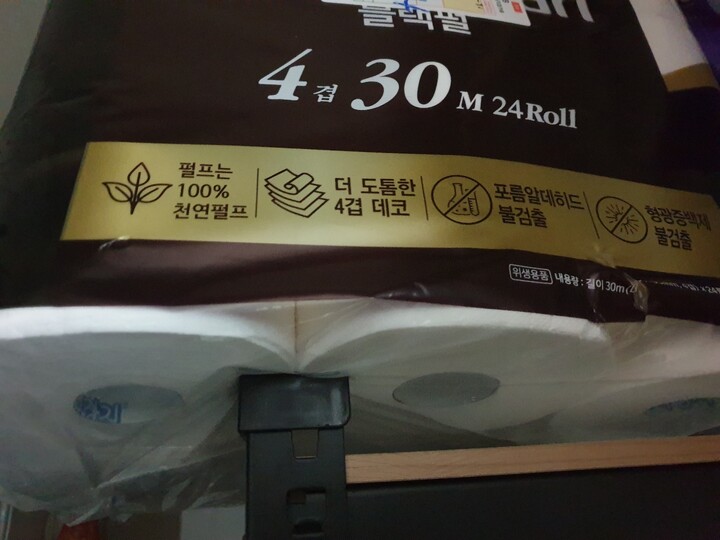 블랙펄
4겹 30M 24Roll
펄프는
100%
천연펄프
더 도톰한
4겹 데코
포름알데히드
불검출
형광증백제
불검출
위생용품 내용량 : 길이 30m